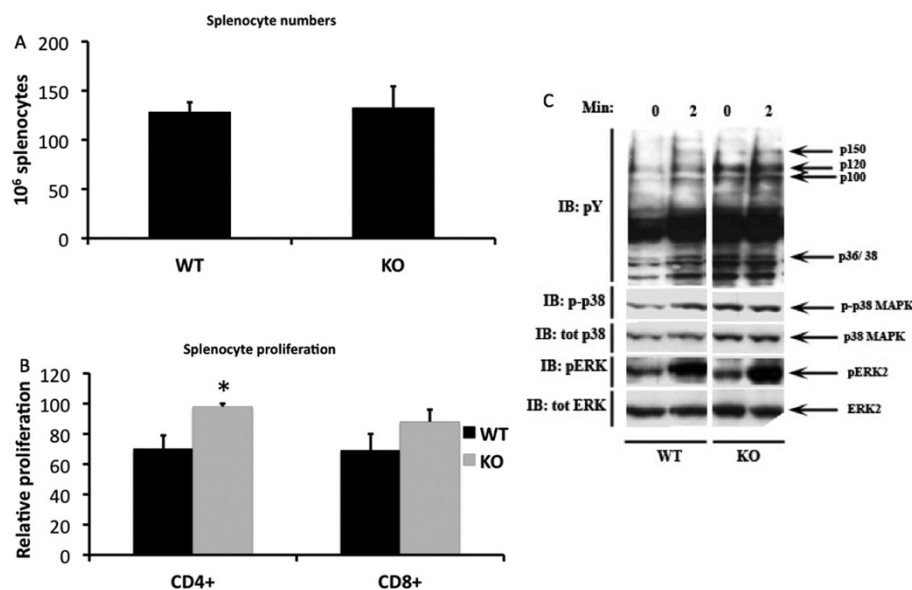 A
Splenocyte numbers
10⁶ splenocytes
200
150
100
50
0
WT
KO
B
Splenocyte proliferation
Relative proliferation
120
100
80
60
40
20
0
*
WT
KO
CD4+
CD8+
C
Min: 0 2 0 2
IB: pY
p150
p120
p100
p36/ 38
IB: p-p38
p-p38 MAPK
IB: tot p38
p38 MAPK
IB: pERK
pERK2
IB: tot ERK
ERK2
WT
KO